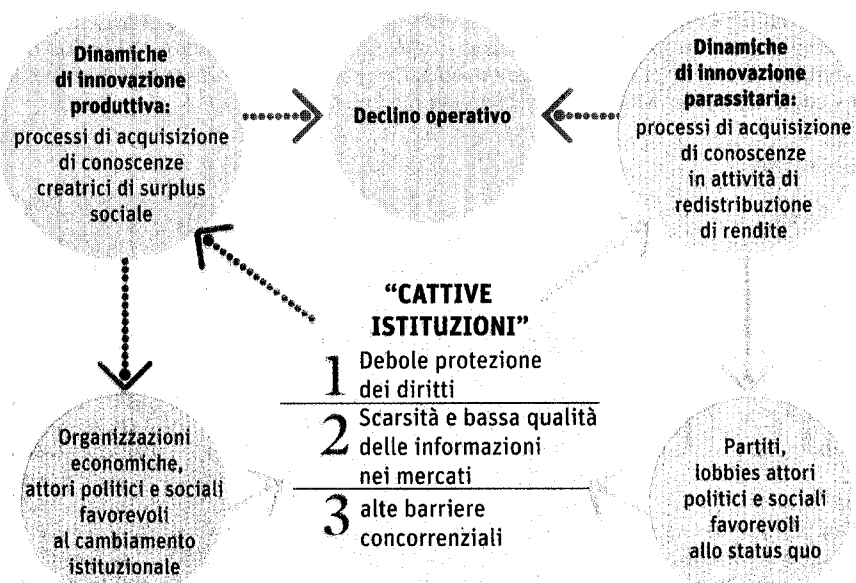 Dinamiche
di innovazione
produttiva:
processi di acquisizione
di conoscenze
creatrici di surplus
sociale
Declino operativo
Dinamiche
di innovazione
parassitaria:
processi di acquisizione
di conoscenze
in attività di
redistribuzione
di rendite
“CATTIVE
ISTITUZIONI”
1 Debole protezione
dei diritti
2 Scarsità e bassa qualità
delle informazioni
nei mercati
3 alte barriere
concorrenziali
Organizzazioni
economiche,
attori politici e sociali
favorevoli
al cambiamento
istituzionale
Partiti,
lobbies attori
politici e sociali
favorevoli
allo status quo